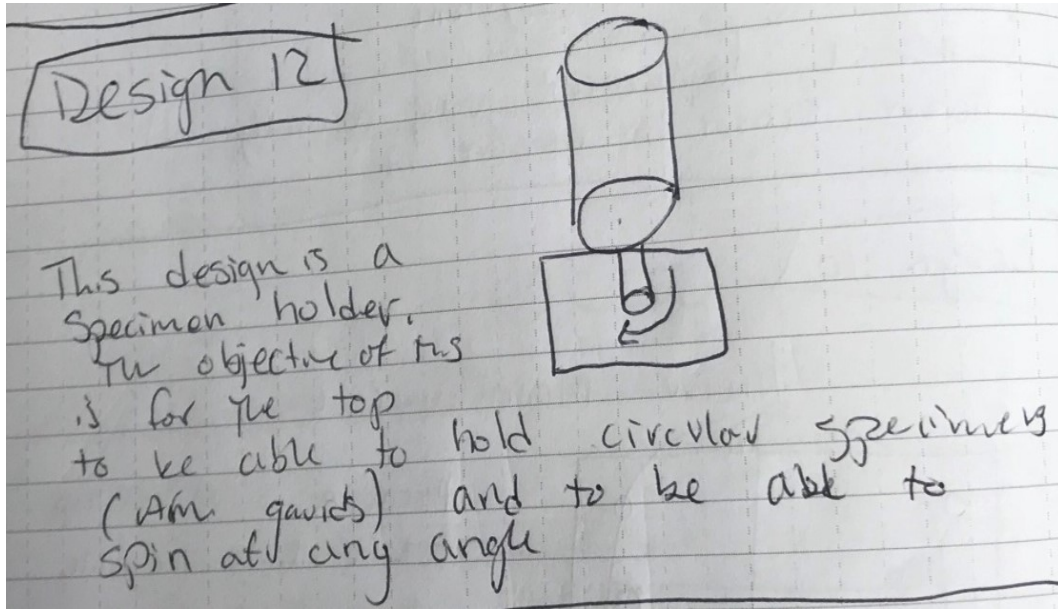 Design 12
This design is a
Specimen holder.
The objective of this
is for the top
to be able to hold circular specimens
(Am ) and to be able to
spin at any angle